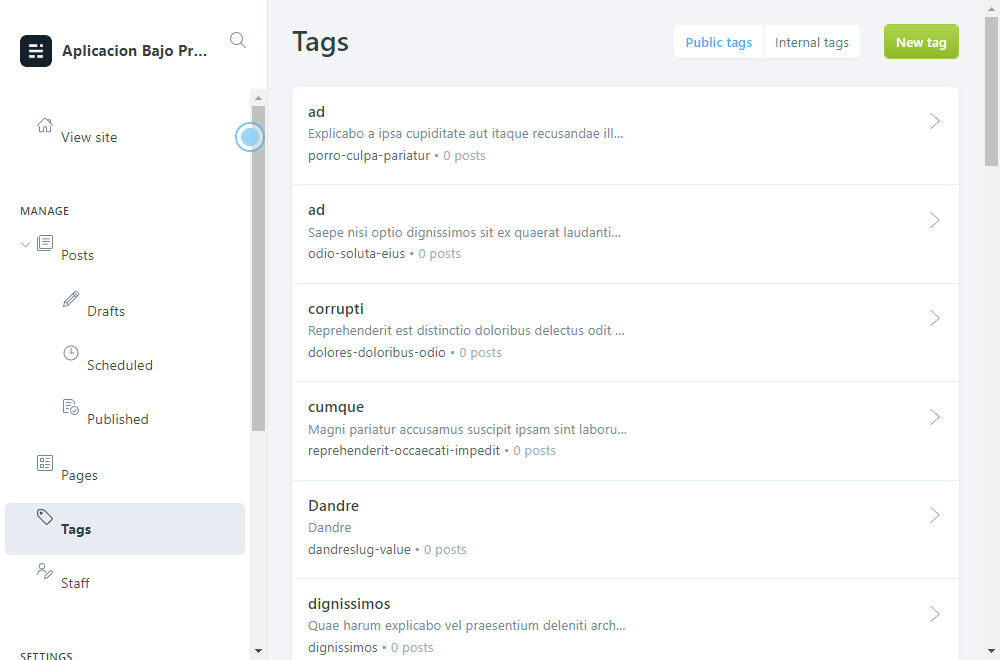 Aplicacion Bajo Pr...
View site
MANAGE
Posts
Drafts
Scheduled
Published
Pages
Tags
Staff
SETTINGS
Tags
Public tags
Internal tags
New tag
ad
Explicabo a ipsa cupiditate aut itaque recusandae ill...
porro-culpa-pariatur • 0 posts
ad
Saepe nisi optio dignissimos sit ex quaerat laudanti...
odio-soluta-eius • 0 posts
corrupti
Reprehenderit est distinctio doloribus delectus odit ...
dolores-doloribus-odio • 0 posts
cumque
Magni pariatur accusamus suscipit ipsam sint laboru...
reprehenderit-occaecati-impedit • 0 posts
Dandre
Dandre
dandreslug-value • 0 posts
dignissimos
Quae harum explicabo vel praesentium deleniti arch...
dignissimos • 0 posts